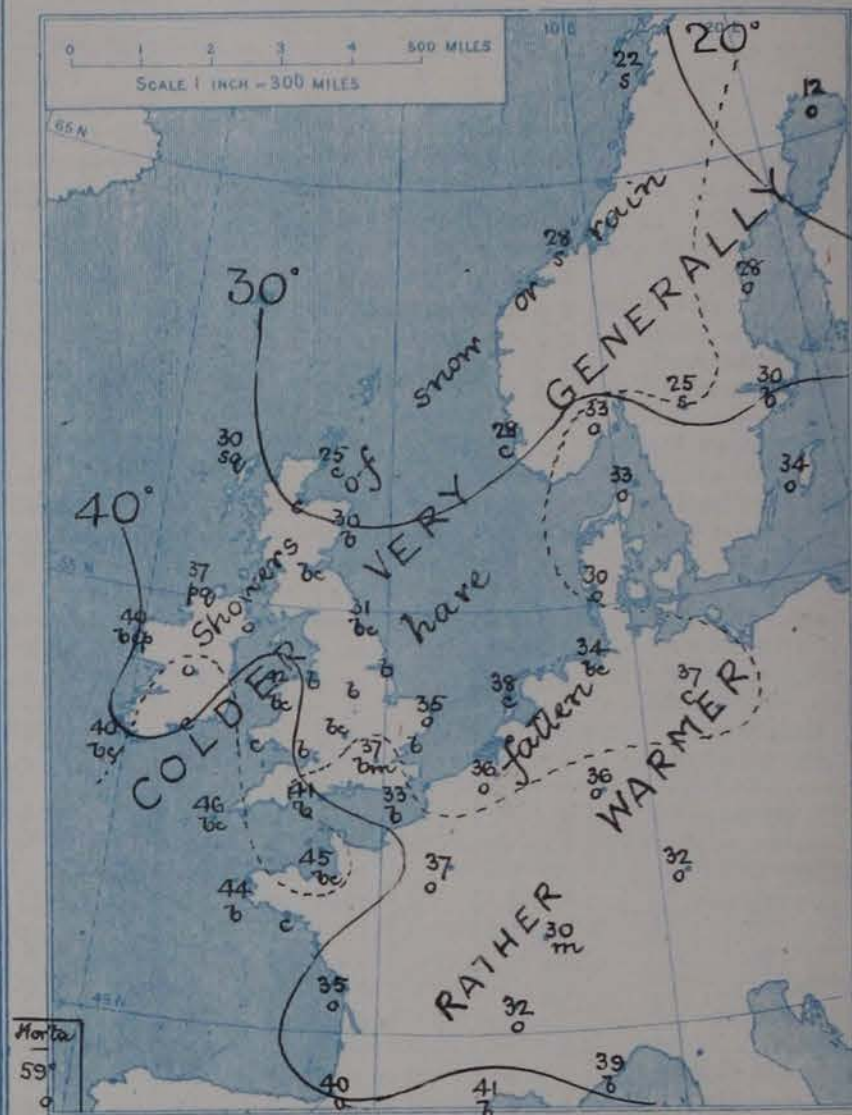 0 1 2 3 4 500 MILES
SCALE 1 INCH = 300 MILES
10 E
20 E
20°
22
s
12
o
65 N
28
s
snow or rain
GENERALLY
28
o
30°
25
s
30
b
33
o
28
c
30
sq
25
c
o f
c
30
b
33
o
34
o
40°
VERY
55 N
37
pq
Showers
bc
31
bc
have
30
o
40
bcp
o
COLDER
b
b
b
34
bc
37
c
38
c
35
o
fallen
WARMER
40
bc
c
c
bc
b
37
bm
b
36
o
36
o
46
bc
41
b
33
b
45
bc
37
o
32
o
44
b
c
30
m
RATHER
35
o
32
o
45 N
Horta
59°
o
40
o
41
b
39
b